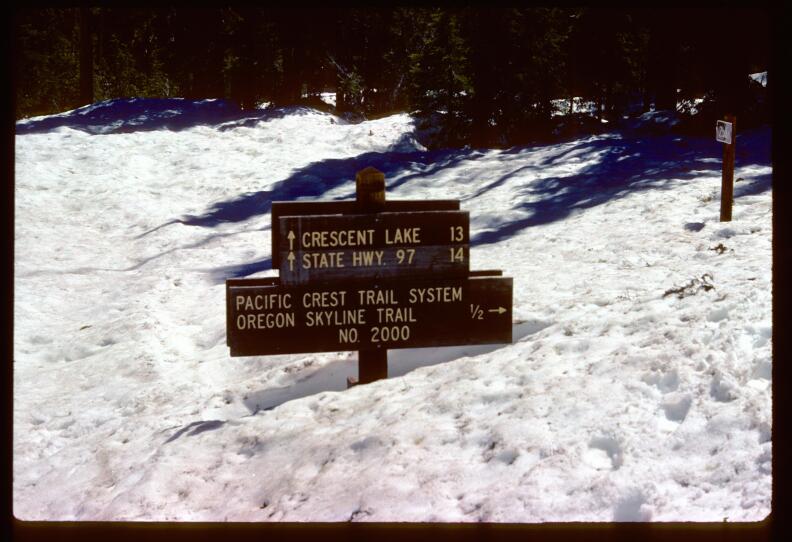 ↑ CRESCENT LAKE 13
↑ STATE HWY. 97 14
PACIFIC CREST TRAIL SYSTEM
OREGON SKYLINE TRAIL ½ →
NO. 2000